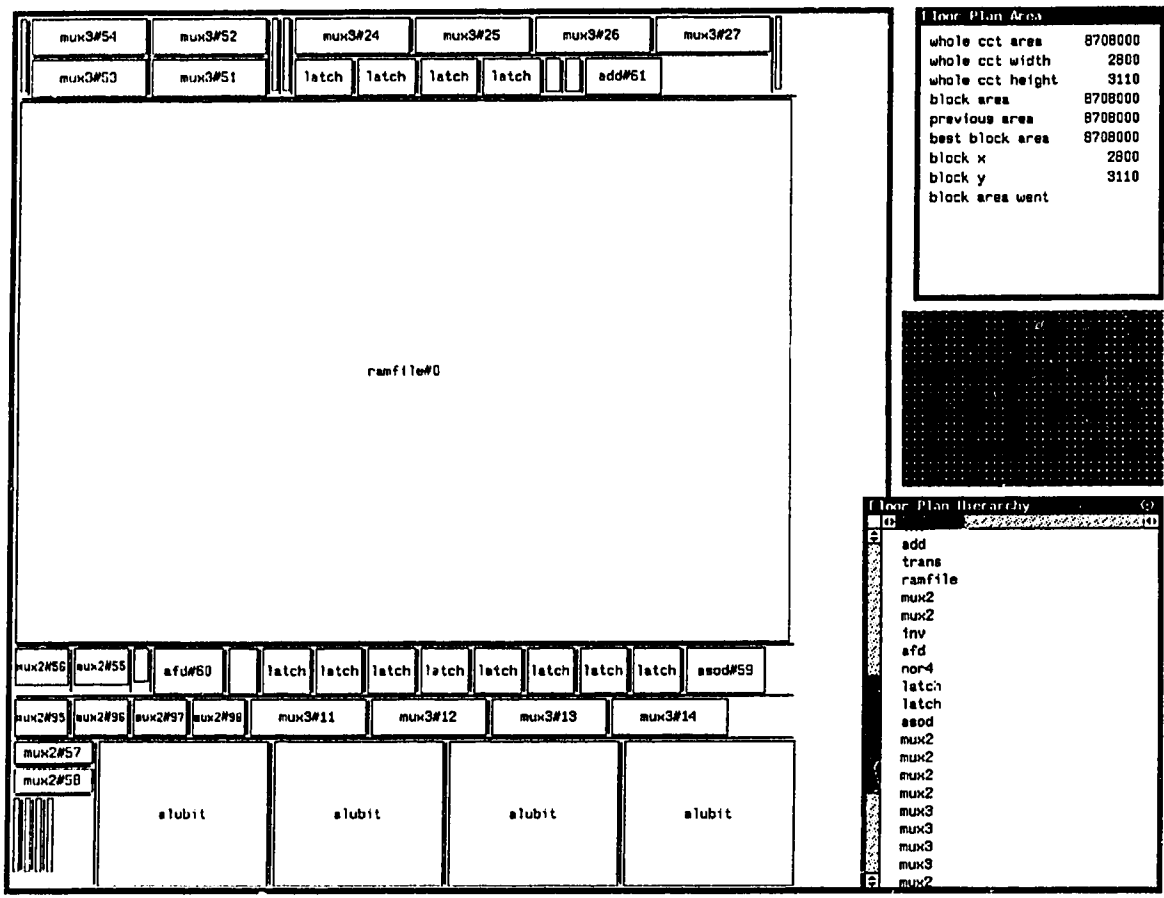 mux3#54 mux3#52 mux3#24 mux3#25 mux3#26 mux3#27
mux3#53 mux3#51 latch latch latch latch add#61
ramfile#0
mux2#56 mux2#55 afd#60 latch latch latch latch latch latch latch latch asod#59
mux2#95 mux2#96 mux2#97 mux2#98 mux3#11 mux3#12 mux3#13 mux3#14
mux2#57
mux2#58
alubit alubit alubit alubit
Floor Plan Area
whole cct area 8708000
whole cct width 2800
whole cct height 3110
block area 8708000
previous area 8708000
best block area 8708000
block x 2800
block y 3110
block area went
Floor Plan Hierarchy
add
trans
ramfile
mux2
mux2
inv
afd
nor4
latch
latch
asod
mux2
mux2
mux2
mux2
mux3
mux3
mux3
mux3
mux2